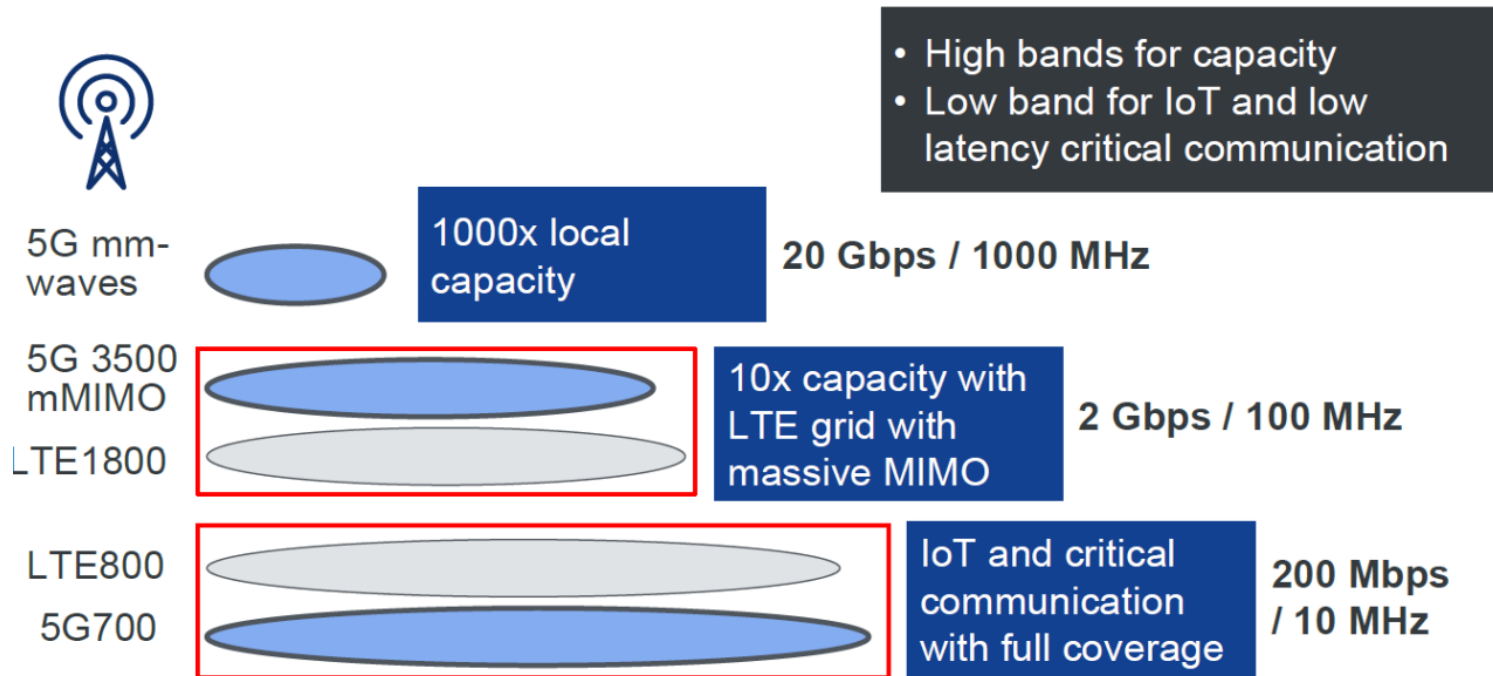 • High bands for capacity
• Low band for IoT and low
latency critical communication
5G mm-
waves
1000x local
capacity
20 Gbps / 1000 MHz
5G 3500
mMIMO
LTE1800
10x capacity with
LTE grid with
massive MIMO
2 Gbps / 100 MHz
LTE800
5G700
IoT and critical
communication
with full coverage
200 Mbps
/ 10 MHz